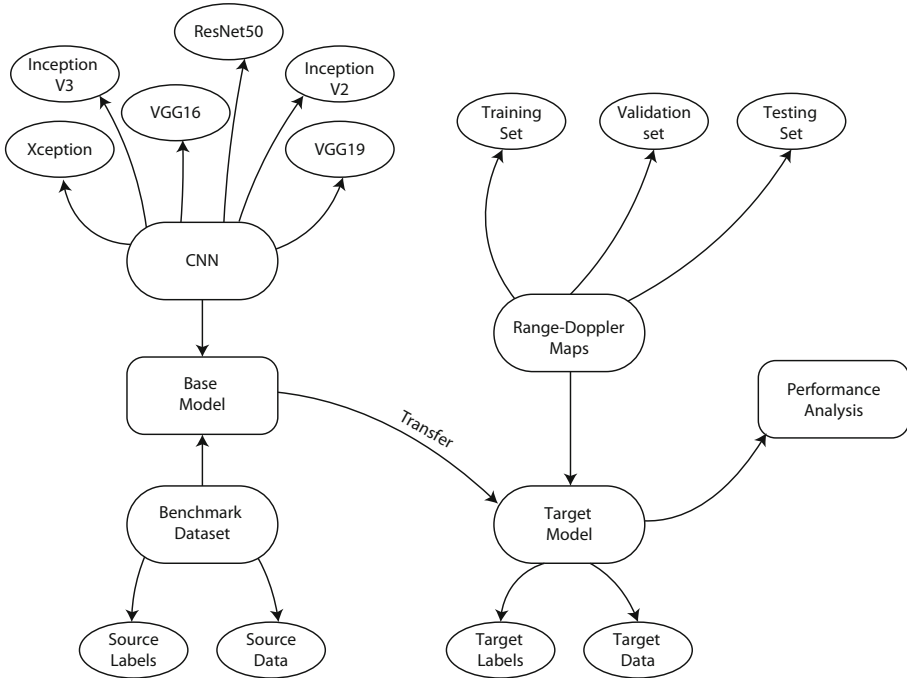 ResNet50
Inception
V3
Inception
V2
VGG16
Xception
VGG19
CNN
Training
Set
Validation
set
Testing
Set
Range-Doppler
Maps
Base
Model
Transfer
Performance
Analysis
Benchmark
Dataset
Target
Model
Source
Labels
Source
Data
Target
Labels
Target
Data